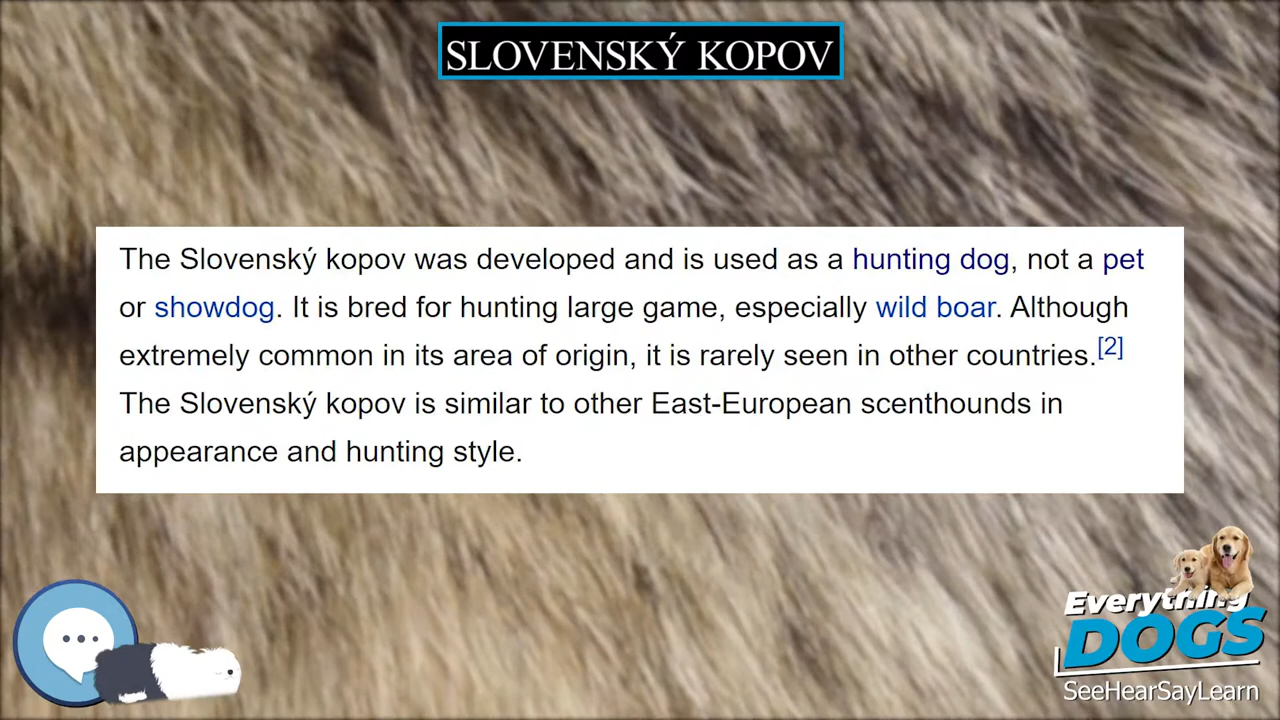 SLOVENSKÝ KOPOV
The Slovenský kopov was developed and is used as a hunting dog, not a pet
or showdog. It is bred for hunting large game, especially wild boar. Although
extremely common in its area of origin, it is rarely seen in other countries.[2]
The Slovenský kopov is similar to other East-European scenthounds in
appearance and hunting style.
Everything
DOGS
SeeHearSayLearn